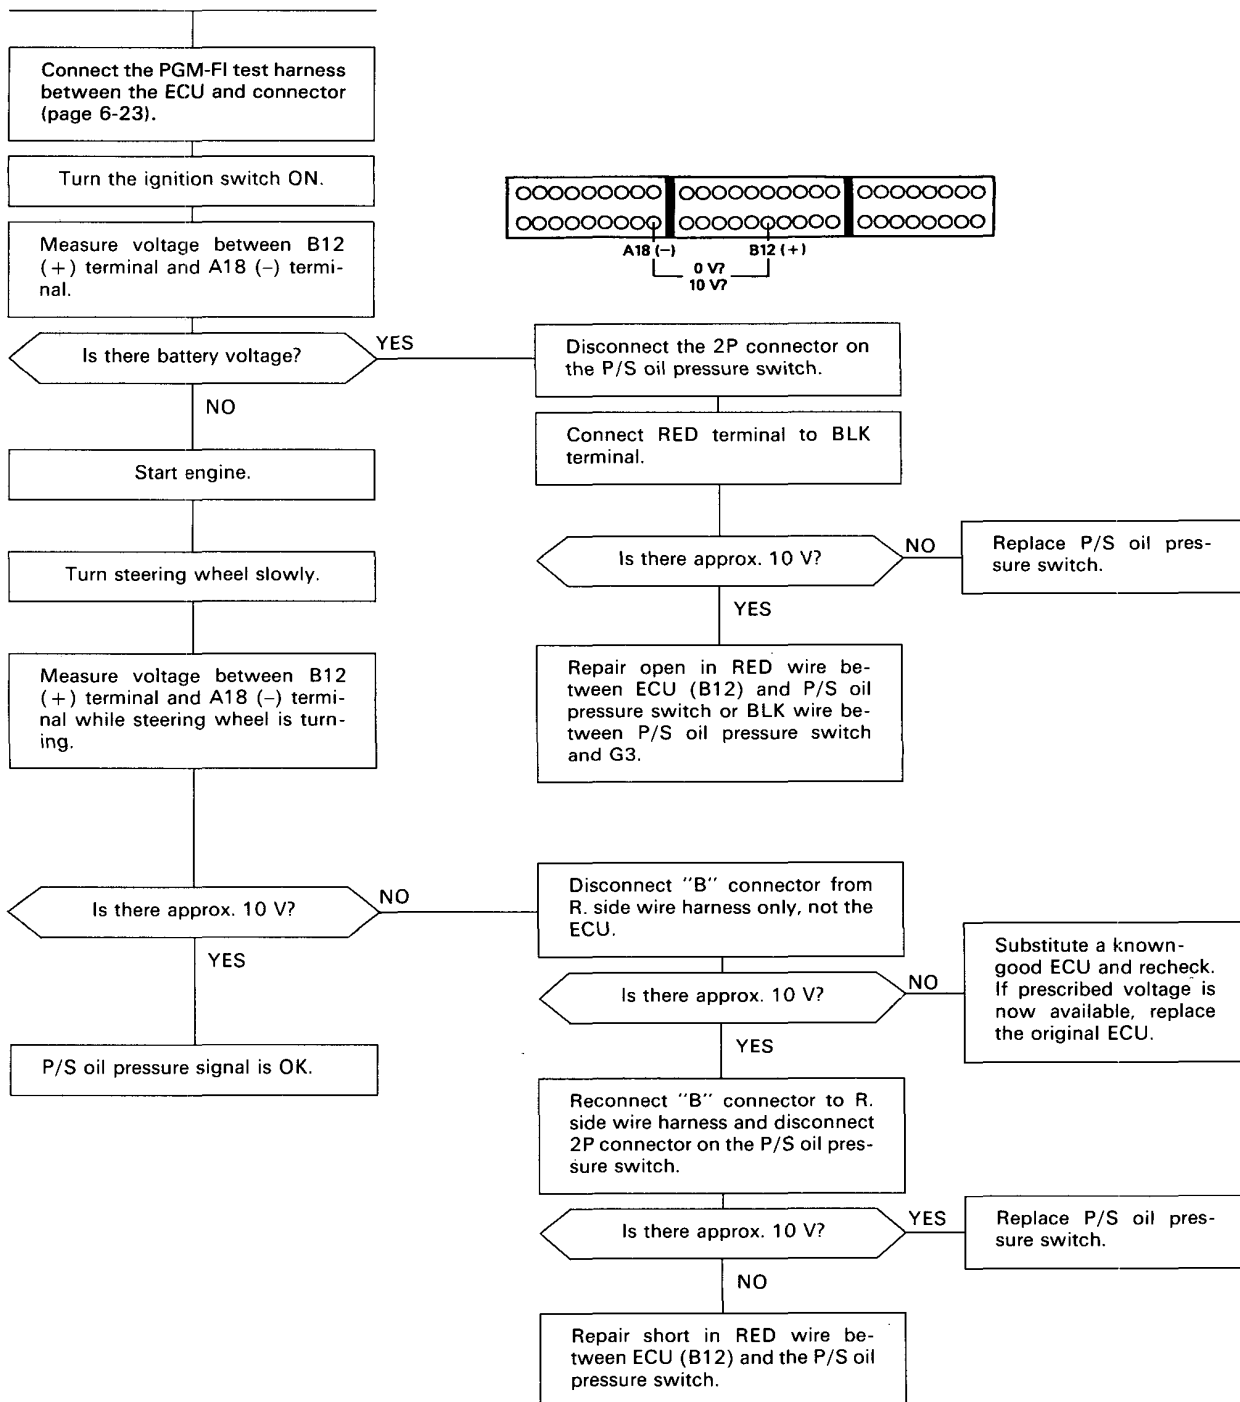 Connect the PGM-FI test harness
between the ECU and connector
(page 6-23).
Turn the ignition switch ON.
Measure voltage between B12
(+) terminal and A18 (–) termi-
nal.
A18 (–)
B12 (+)
0 V?
10 V?
Is there battery voltage?
YES
NO
Disconnect the 2P connector on
the P/S oil pressure switch.
Connect RED terminal to BLK
terminal.
Start engine.
Turn steering wheel slowly.
Is there approx. 10 V?
NO
YES
Replace P/S oil pres-
sure switch.
Measure voltage between B12
(+) terminal and A18 (–) termi-
nal while steering wheel is turn-
ing.
Repair open in RED wire be-
tween ECU (B12) and P/S oil
pressure switch or BLK wire be-
tween P/S oil pressure switch
and G3.
Is there approx. 10 V?
NO
YES
Disconnect "B" connector from
R. side wire harness only, not the
ECU.
Is there approx. 10 V?
NO
YES
Substitute a known-
good ECU and recheck.
If prescribed voltage is
now available, replace
the original ECU.
P/S oil pressure signal is OK.
Reconnect "B" connector to R.
side wire harness and disconnect
2P connector on the P/S oil pres-
sure switch.
Is there approx. 10 V?
YES
NO
Replace P/S oil pres-
sure switch.
Repair short in RED wire be-
tween ECU (B12) and the P/S oil
pressure switch.